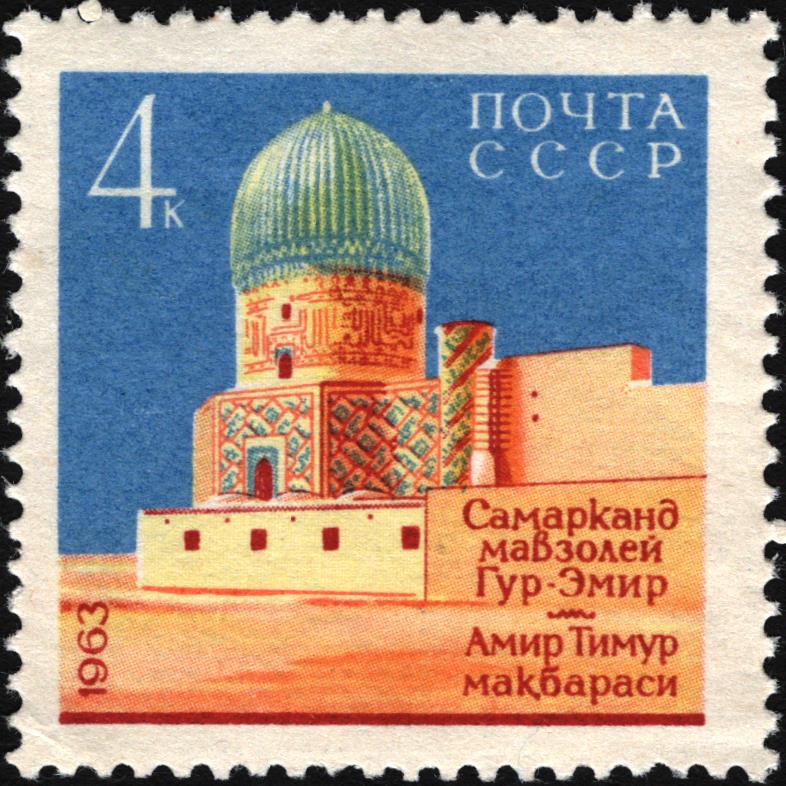 4к
ПОЧТА
СССР
Самарканд
мавзолей
Гур-Эмир
Амир Тимур
мақбараси
1963